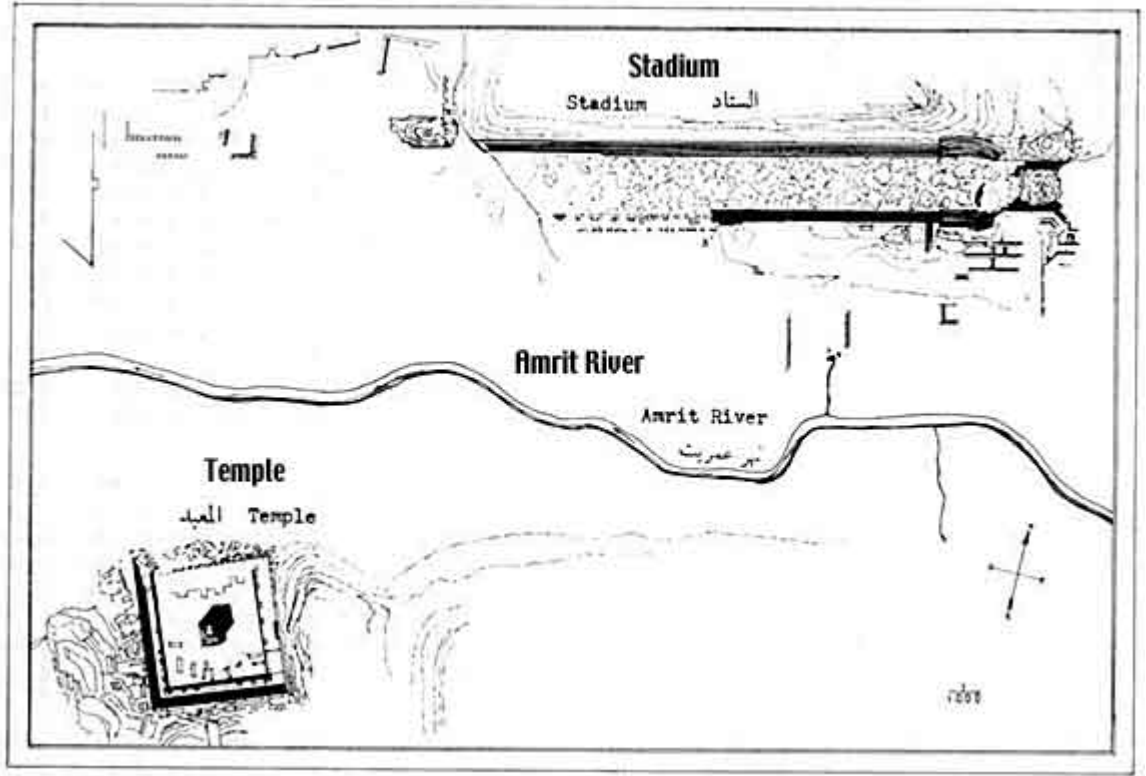 Stadium
Stadium الستاد
Amrit River
Amrit River
نهر عمريت
Temple
المعبد Temple